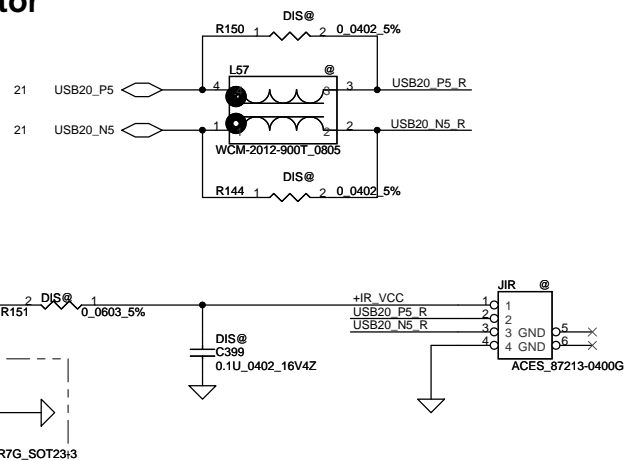 tor
DIS@
R150 1 2 0_0402_5%
L57 @
21 USB20_P5 4 3 USB20_P5_R
21 USB20_N5 1 2 USB20_N5_R
WCM-2012-900T_0805
DIS@
R144 1 2 0_0402_5%
2 DIS@ 1
R151 0_0603_5%
+IR_VCC
USB20_P5_R
USB20_N5_R
JIR @
1 1
2 2
3 3 GND 5
4 4 GND 6
ACES_87213-0400G
DIS@
C399
0.1U_0402_16V4Z
R7G_SOT23-3